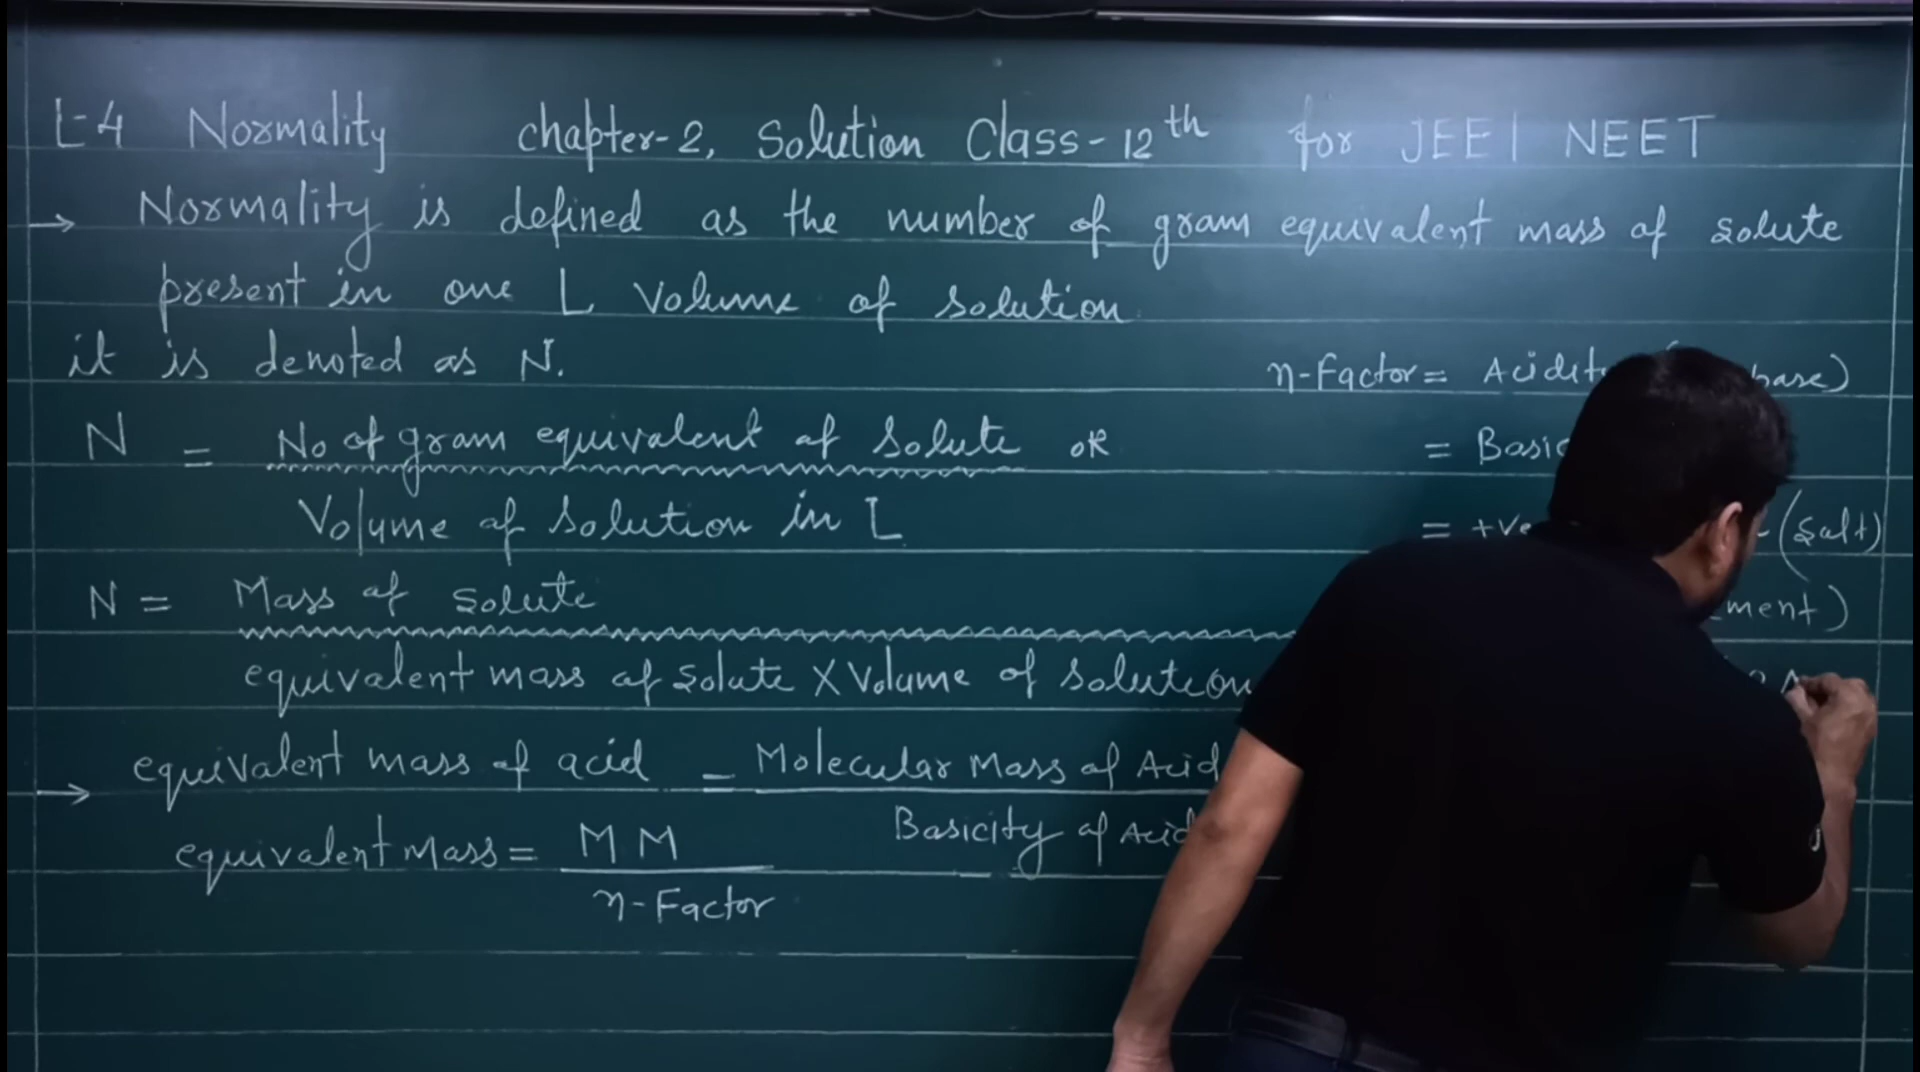 L-4 Normality chapter-2, Solution Class-12th for JEE| NEET
→ Normality is defined as the number of gram equivalent mass of solute
present in one L Volume of solution
it is denoted as N.
N = No of gram equivalent of Solute OR
Volume of Solution in L
N = Mass of solute
equivalent mass of solute X Volume of solution
→ equivalent mass of acid = Molecular Mass of Acid
Basicity of Acid
equivalent Mass = M M
n-Factor
n-Factor = base)
=
= +ve (Salt)
)